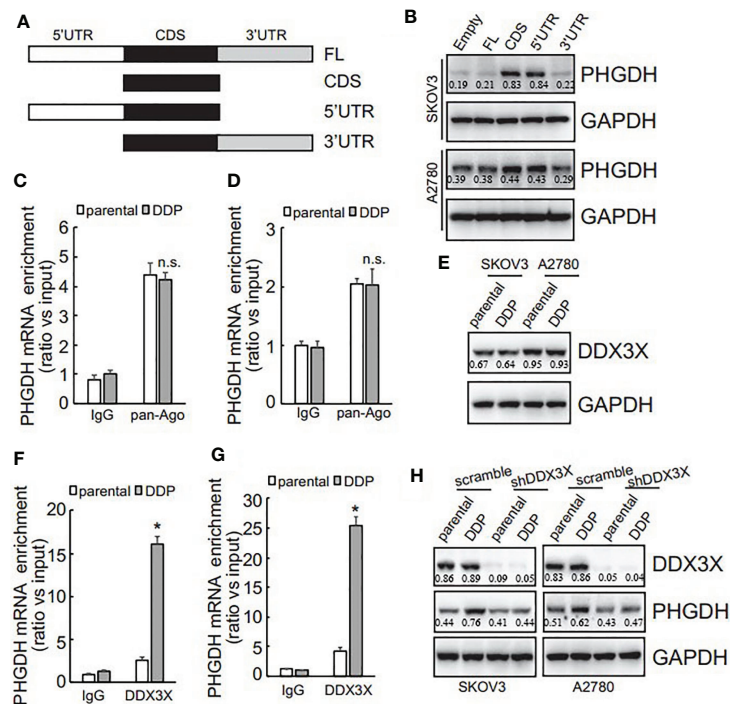 A
5'UTR CDS 3'UTR
FL
CDS
5'UTR
3'UTR
B
Empty FL CDS 5'UTR 3'UTR
SKOV3
PHGDH
0.19 0.21 0.83 0.84 0.22
GAPDH
A2780
PHGDH
0.39 0.38 0.44 0.43 0.29
GAPDH
C
parental DDP
PHGDH mRNA enrichment
(ratio vs input)
6
5
4
3
2
1
0
n.s.
IgG pan-Ago
D
parental DDP
PHGDH mRNA enrichment
(ratio vs input)
3
2
1
0
n.s.
IgG pan-Ago
E
SKOV3 A2780
parental DDP parental DDP
DDX3X
0.67 0.64 0.95 0.93
GAPDH
F
parental DDP
PHGDH mRNA enrichment
(ratio vs input)
20
15
10
5
0
*
IgG DDX3X
G
parental DDP
PHGDH mRNA enrichment
(ratio vs input)
30
25
20
15
10
5
0
*
IgG DDX3X
H
scramble shDDX3X scramble shDDX3X
parental DDP parental DDP parental DDP parental DDP
DDX3X
0.86 0.89 0.09 0.05 0.83 0.86 0.05 0.04
PHGDH
0.44 0.76 0.41 0.44 0.51 0.62 0.43 0.47
GAPDH
SKOV3 A2780